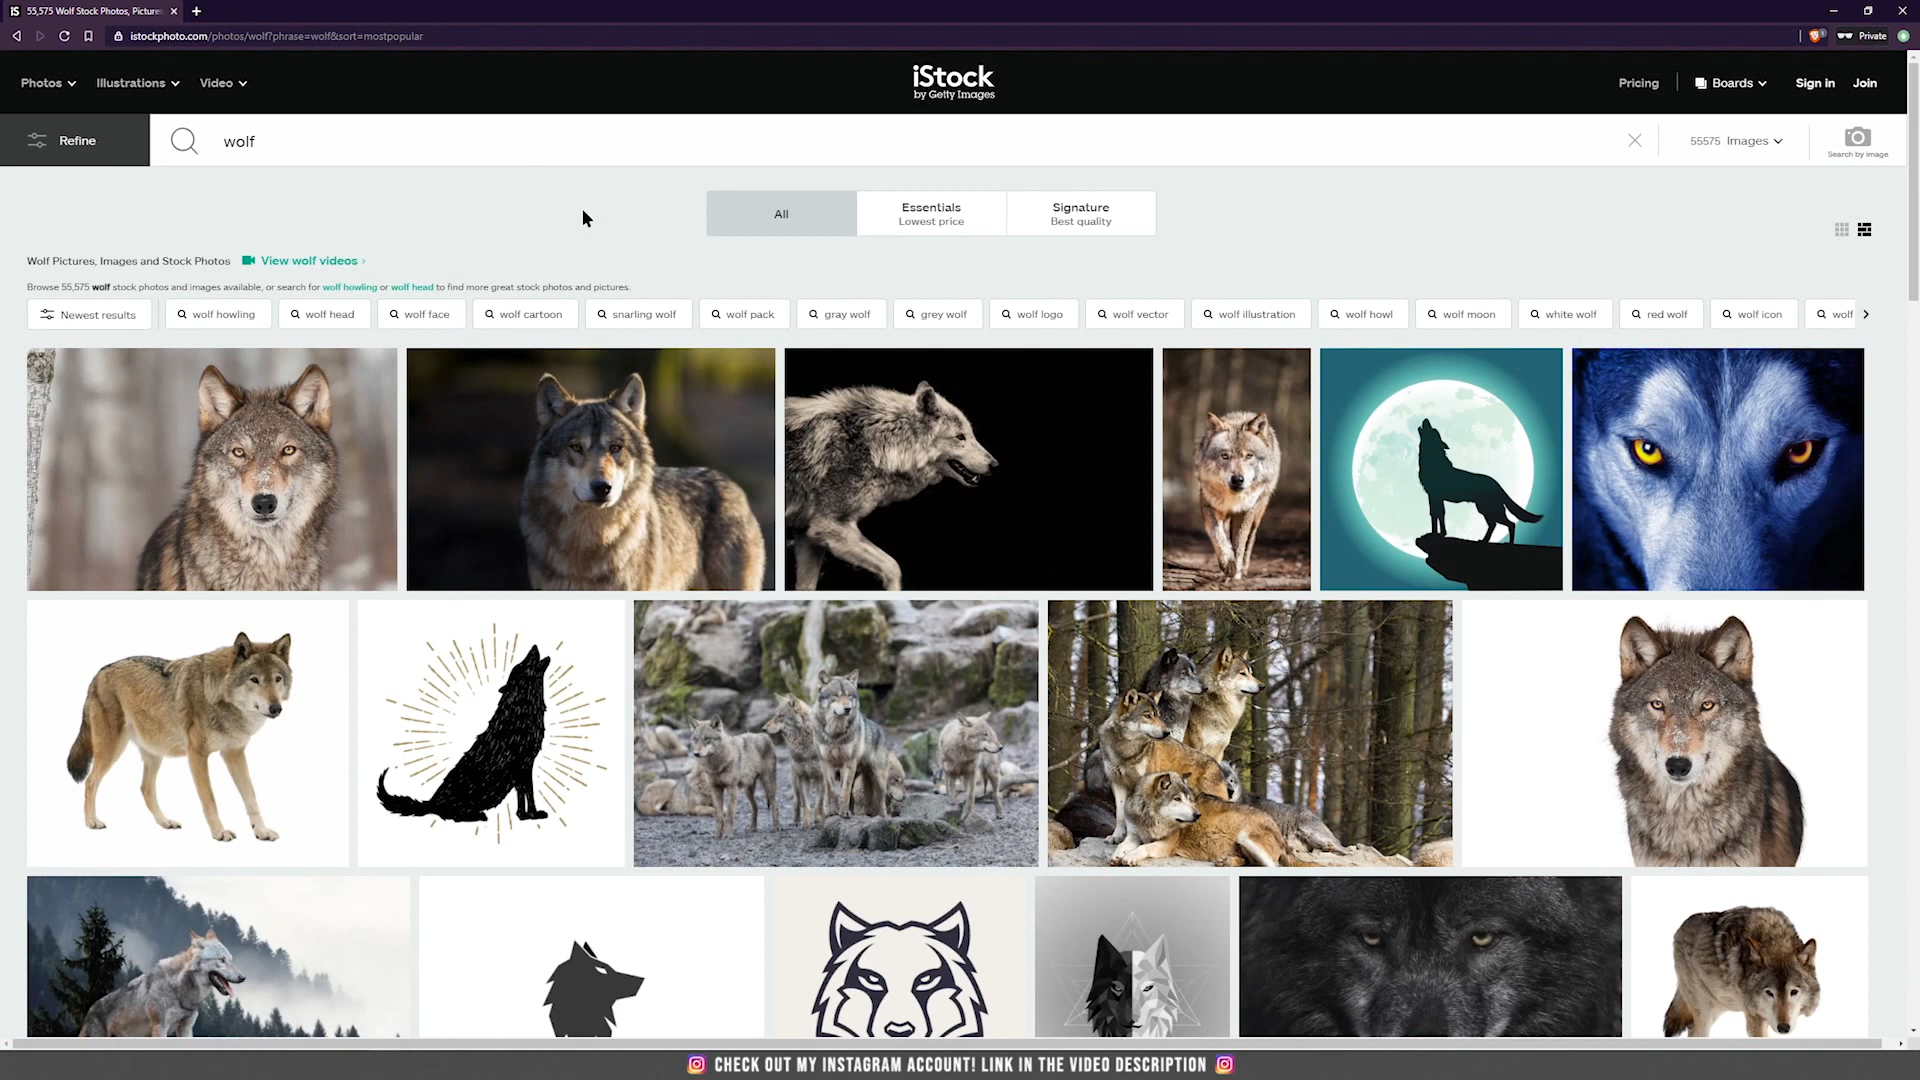 55,575 Wolf Stock Photos, Pictures
istockphoto.com/photos/wolf?phrase=wolf&sort=mostpopular
Private
Photos Illustrations Video
iStock
by Getty Images
Pricing Boards Sign in Join
Refine
wolf
55575 Images
Search by image
All
Essentials
Lowest price
Signature
Best quality
Wolf Pictures, Images and Stock Photos View wolf videos ›
Browse 55,575 wolf stock photos and images available, or search for wolf howling or wolf head to find more great stock photos and pictures.
Newest results wolf howling wolf head wolf face wolf cartoon snarling wolf wolf pack gray wolf grey wolf wolf logo wolf vector wolf illustration wolf howl wolf moon white wolf red wolf wolf icon wolf
CHECK OUT MY INSTAGRAM ACCOUNT! LINK IN THE VIDEO DESCRIPTION